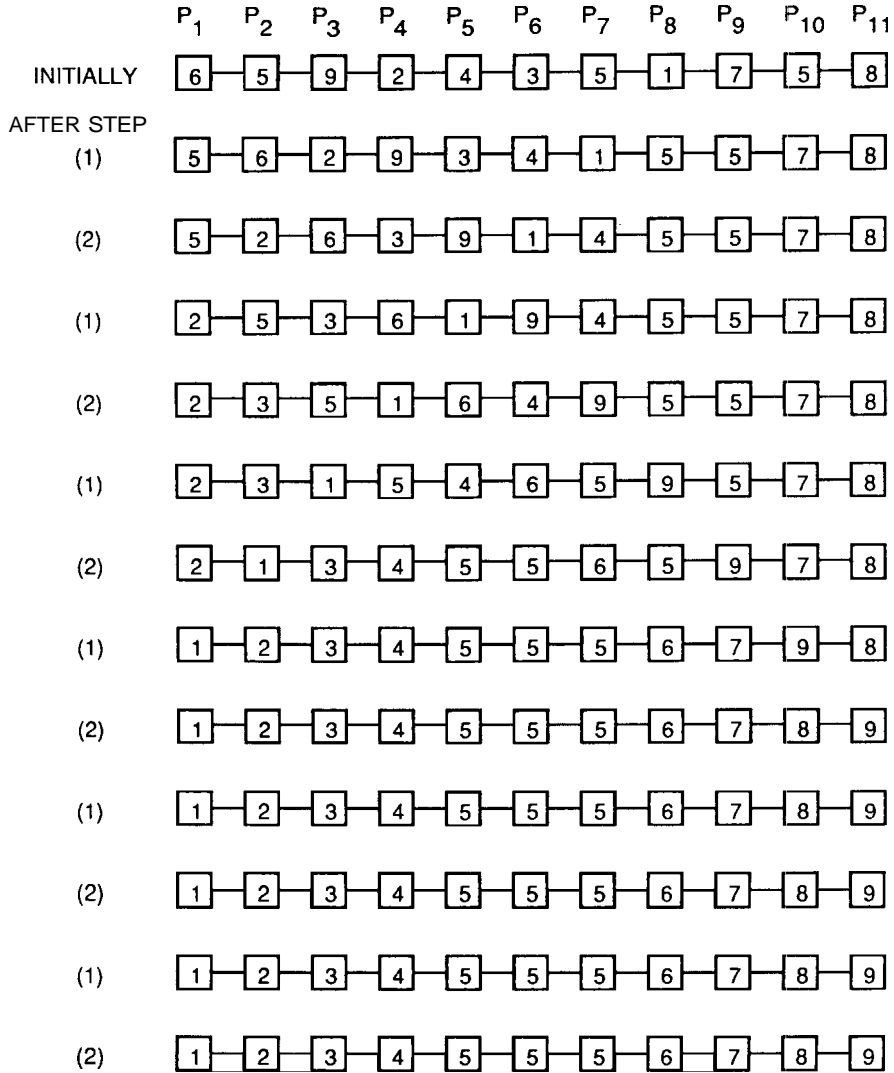 P1 P2 P3 P4 P5 P6 P7 P8 P9 P10 P11
INITIALLY 6 5 9 2 4 3 5 1 7 5 8
AFTER STEP
(1) 5 6 2 9 3 4 1 5 5 7 8
(2) 5 2 6 3 9 1 4 5 5 7 8
(1) 2 5 3 6 1 9 4 5 5 7 8
(2) 2 3 5 1 6 4 9 5 5 7 8
(1) 2 3 1 5 4 6 5 9 5 7 8
(2) 2 1 3 4 5 5 6 5 9 7 8
(1) 1 2 3 4 5 5 5 6 7 9 8
(2) 1 2 3 4 5 5 5 6 7 8 9
(1) 1 2 3 4 5 5 5 6 7 8 9
(2) 1 2 3 4 5 5 5 6 7 8 9
(1) 1 2 3 4 5 5 5 6 7 8 9
(2) 1 2 3 4 5 5 5 6 7 8 9